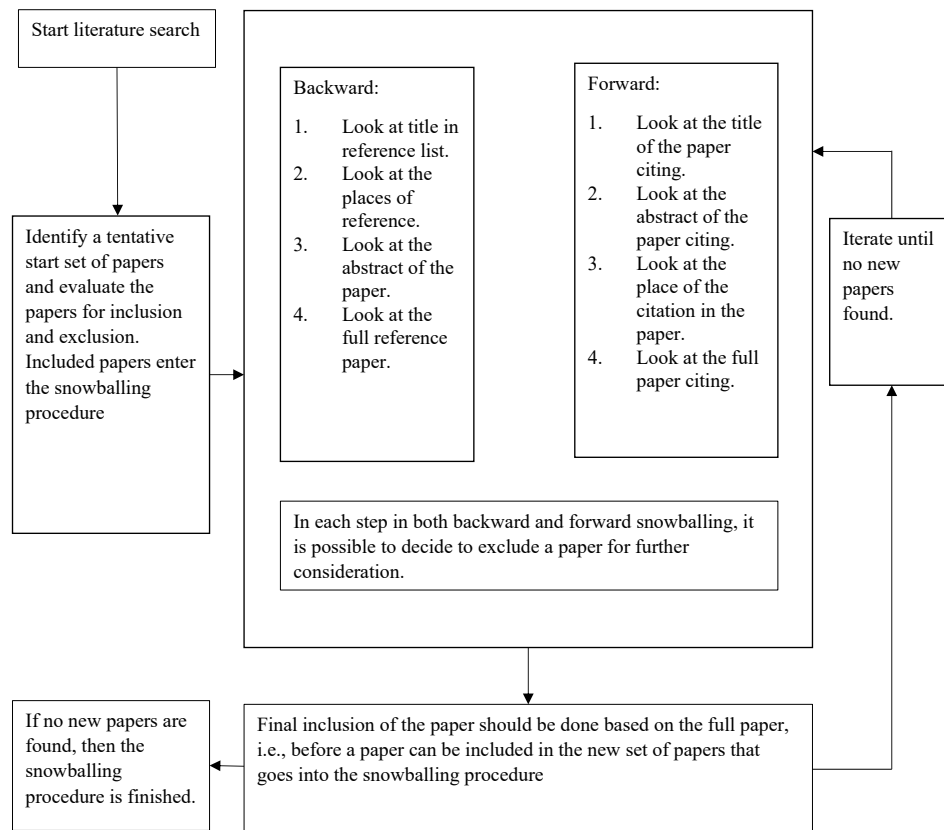 Start literature search
Identify a tentative
start set of papers
and evaluate the
papers for inclusion
and exclusion.
Included papers enter
the snowballing
procedure
Backward:
1. Look at title in
reference list.
2. Look at the
places of
reference.
3. Look at the
abstract of the
paper.
4. Look at the
full reference
paper.
Forward:
1. Look at the title
of the paper
citing.
2. Look at the
abstract of the
paper citing.
3. Look at the
place of the
citation in the
paper.
4. Look at the full
paper citing.
In each step in both backward and forward snowballing, it
is possible to decide to exclude a paper for further
consideration.
Iterate until
no new
papers
found.
Final inclusion of the paper should be done based on the full paper,
i.e., before a paper can be included in the new set of papers that
goes into the snowballing procedure
If no new papers are
found, then the
snowballing
procedure is finished.